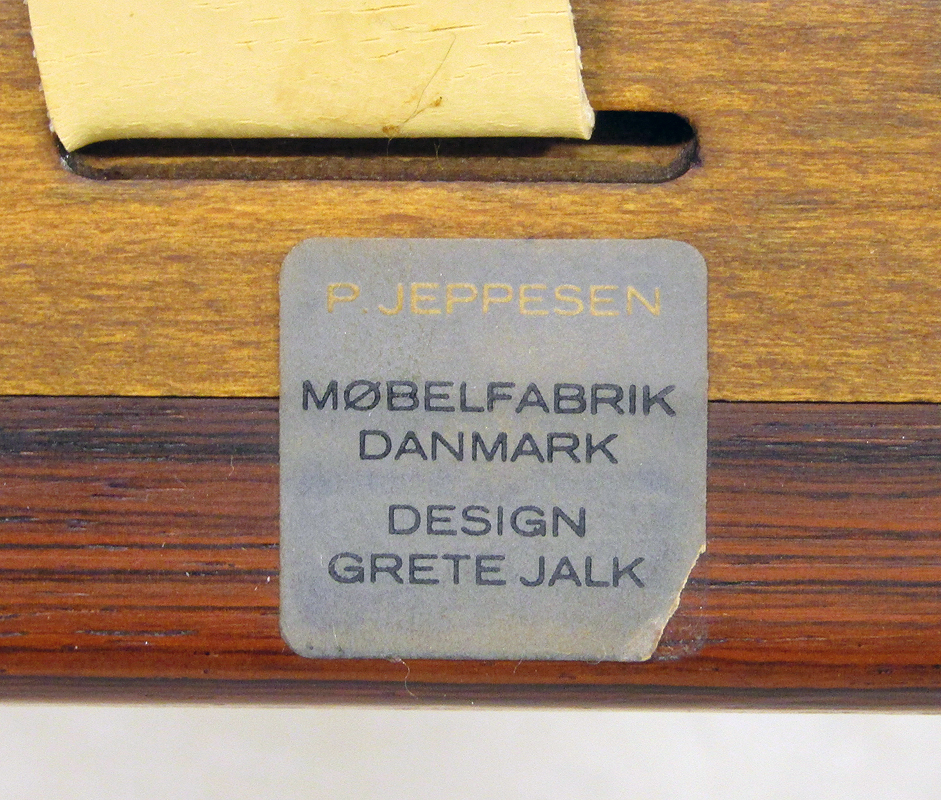 P. JEPPESEN
MØBELFABRIK
DANMARK
DESIGN
GRETE JALK